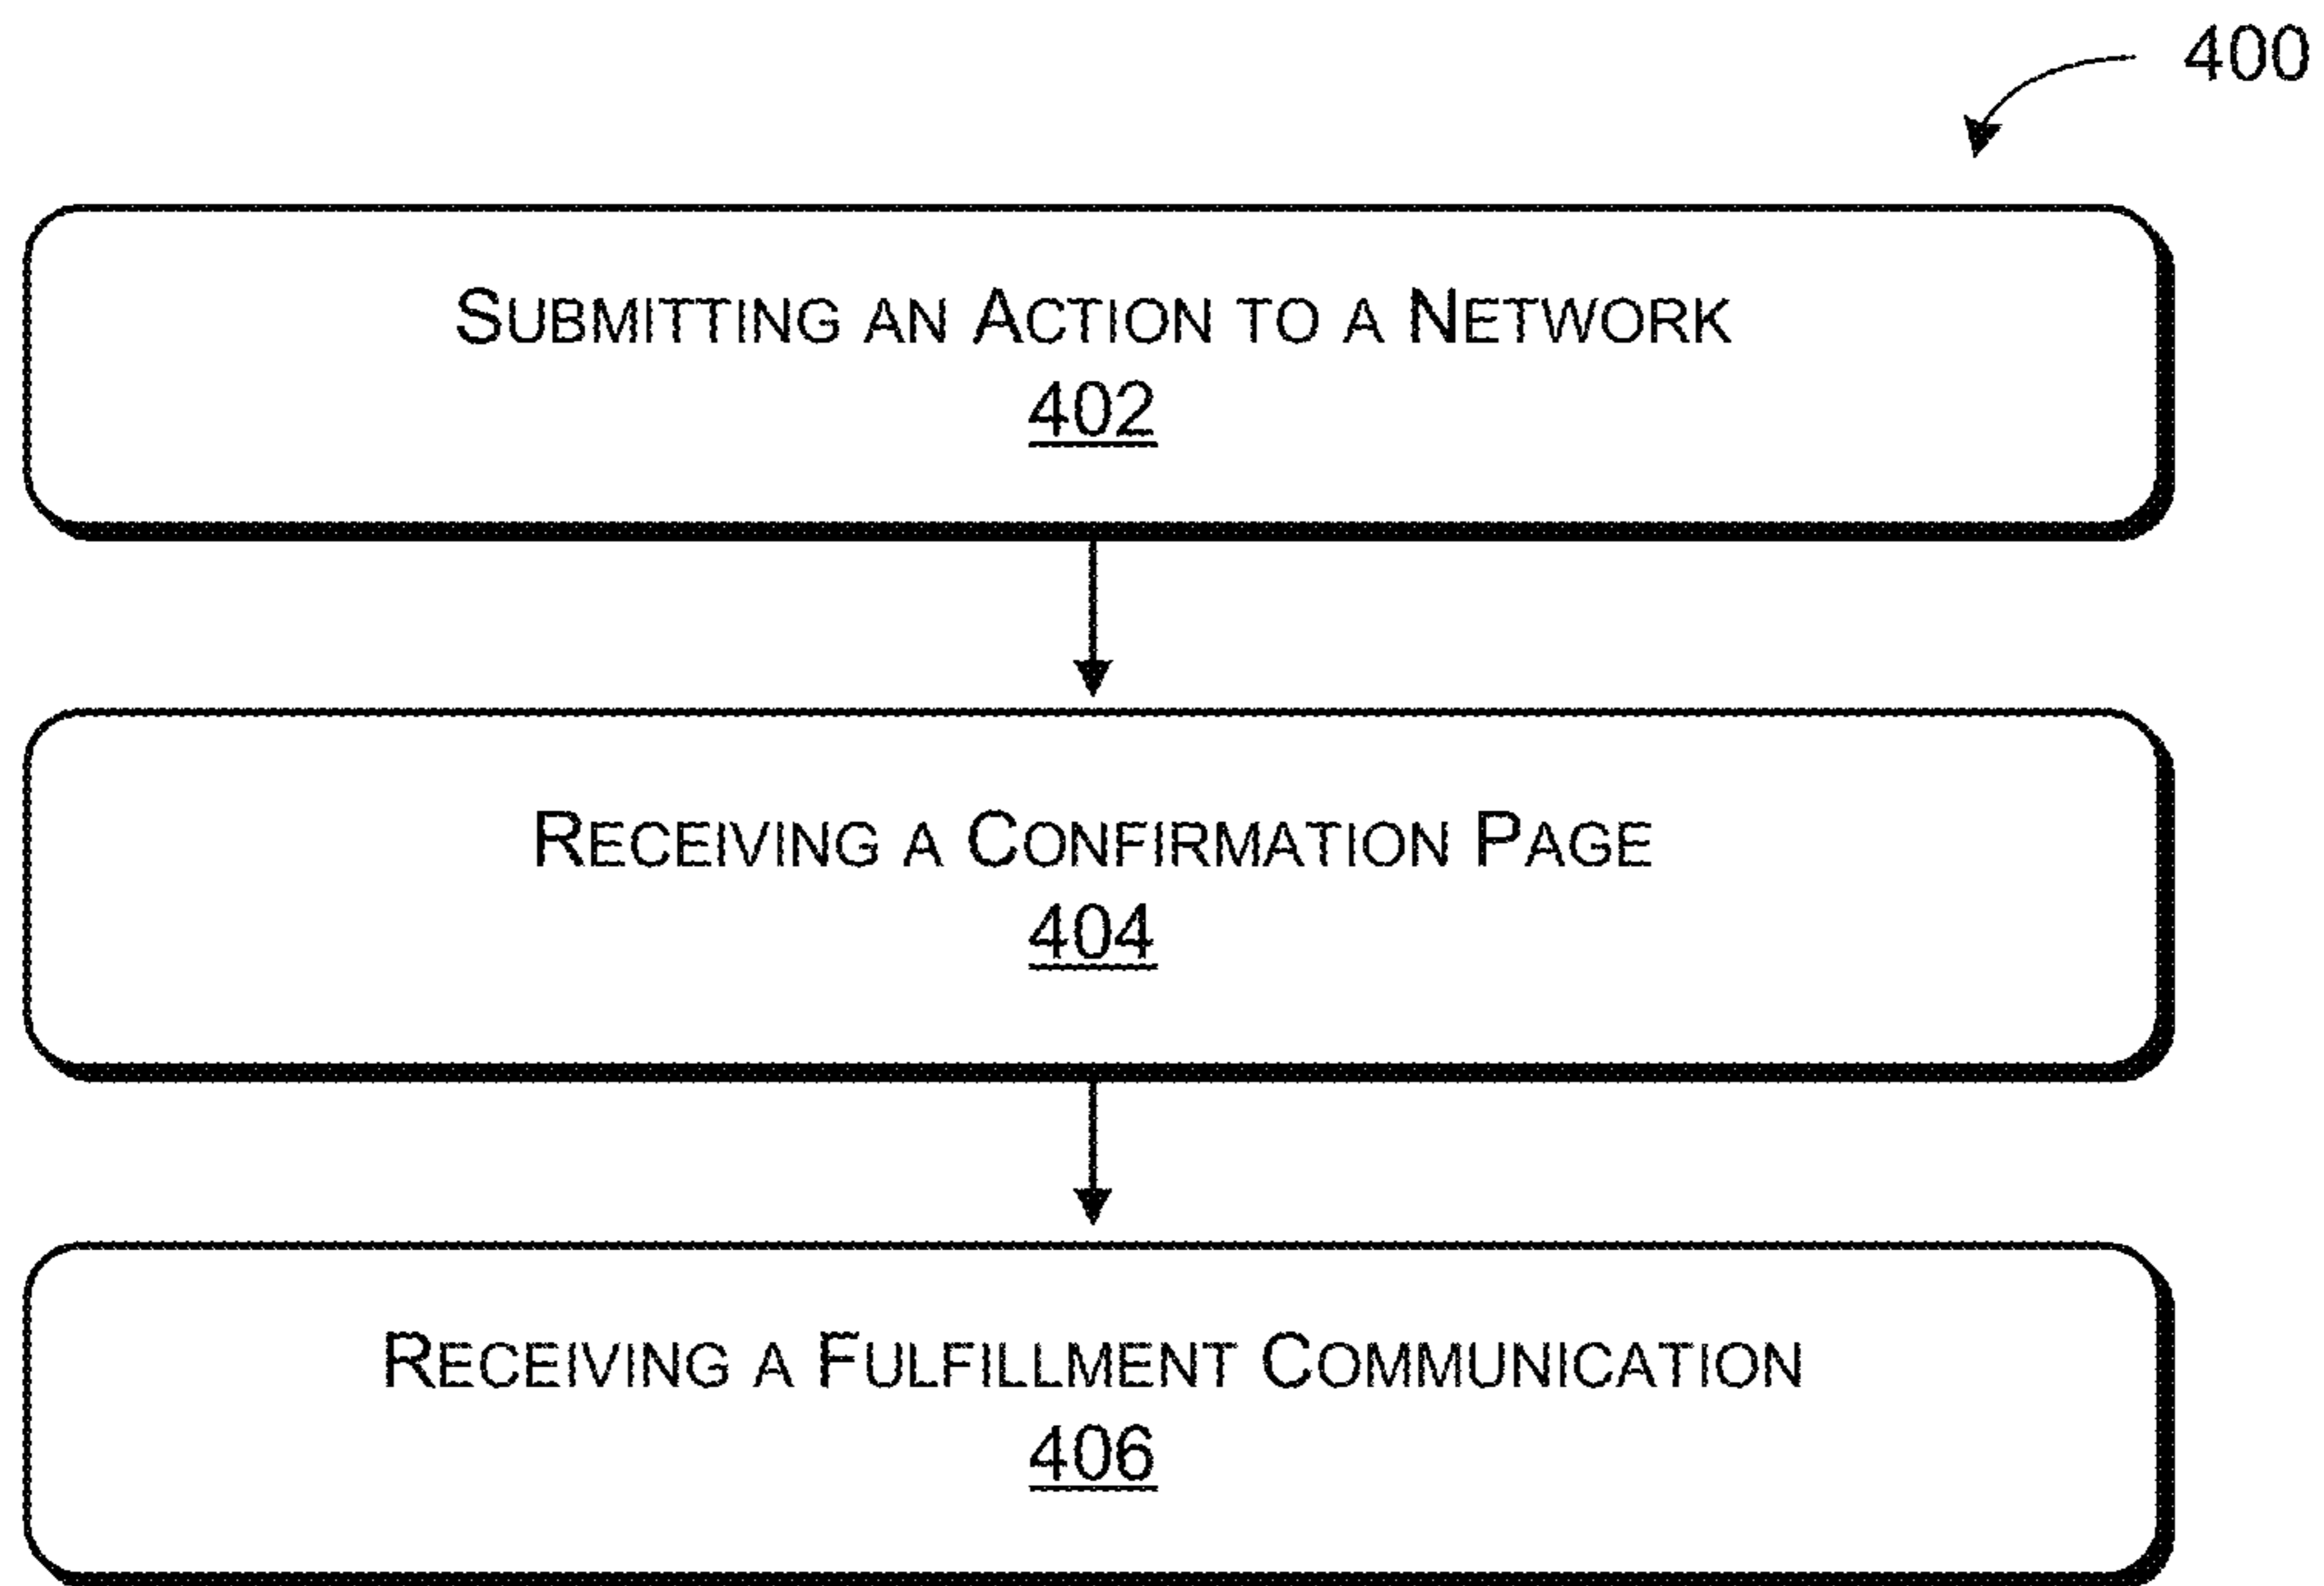 400
SUBMITTING AN ACTION TO A NETWORK
402
RECEIVING A CONFIRMATION PAGE
404
RECEIVING A FULFILLMENT COMMUNICATION
406